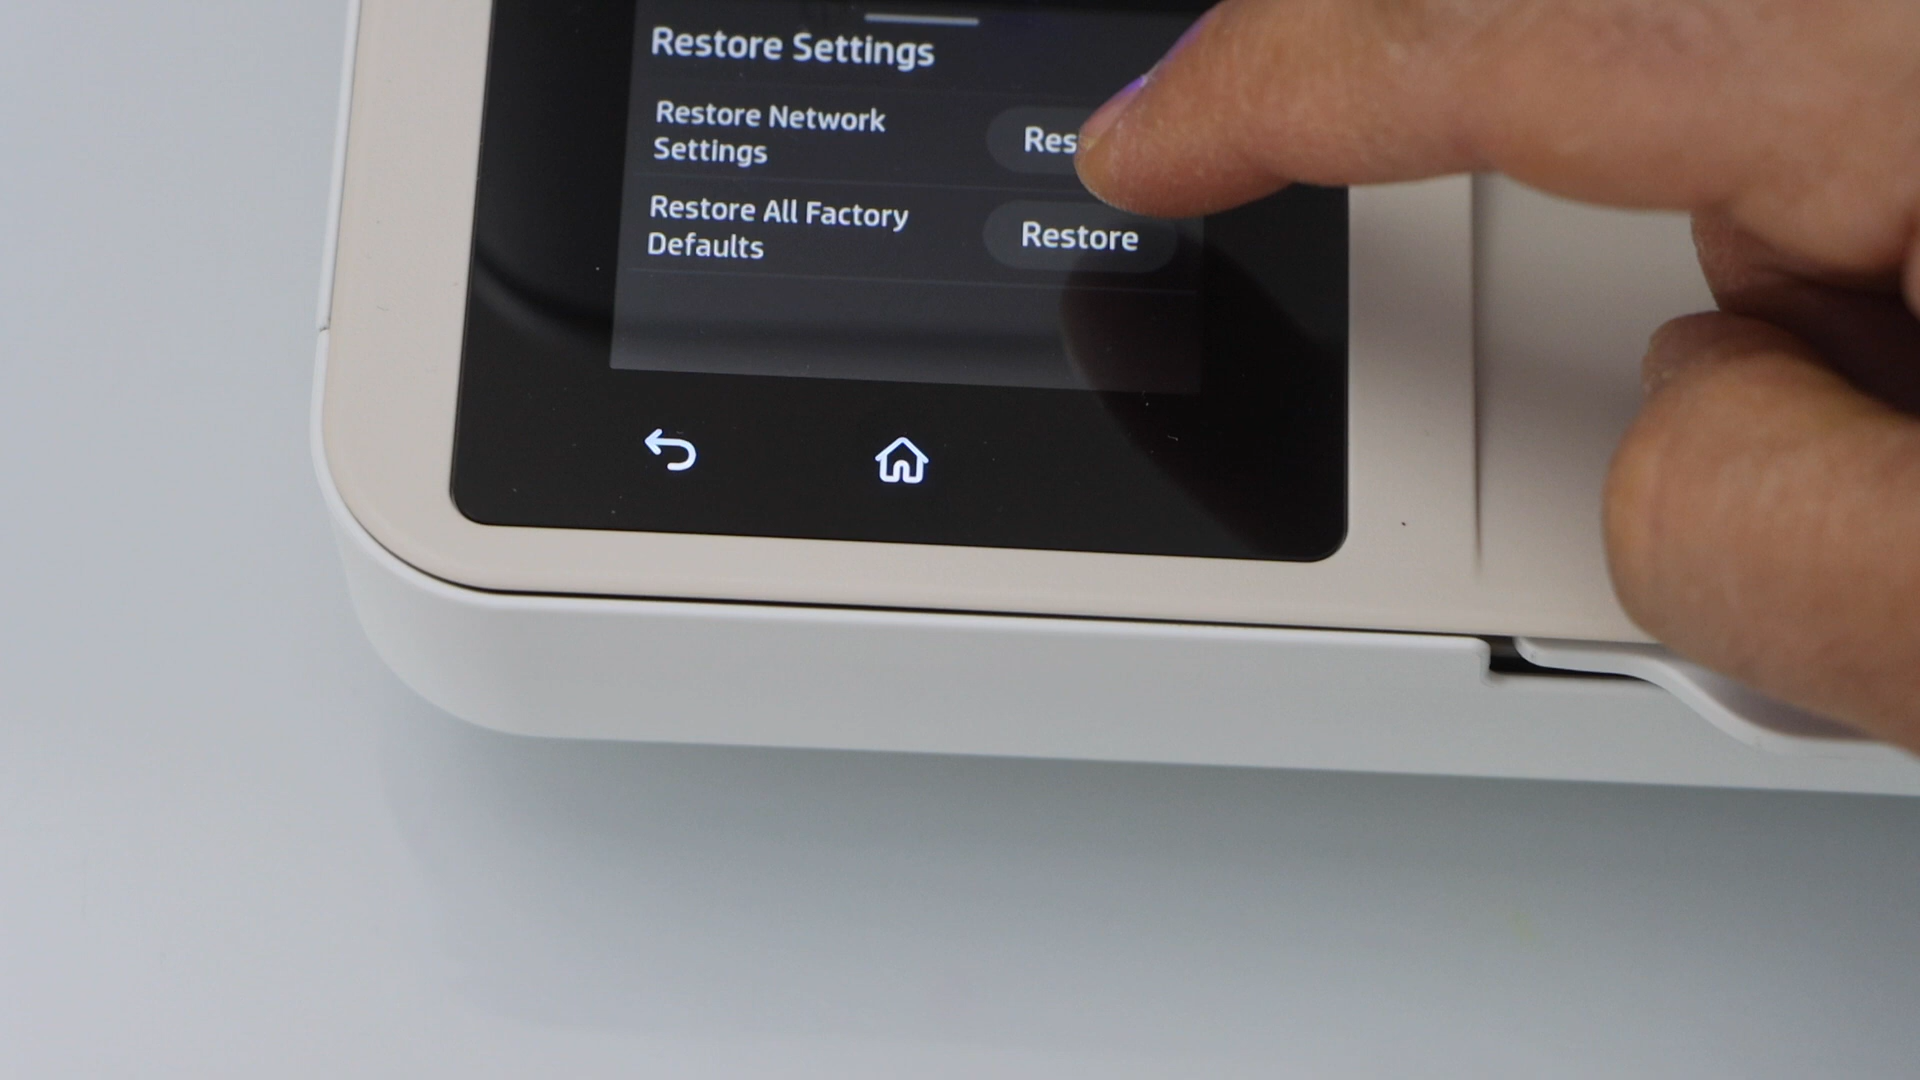 Restore Settings
Restore Network
Settings
Res
Restore All Factory
Defaults
Restore